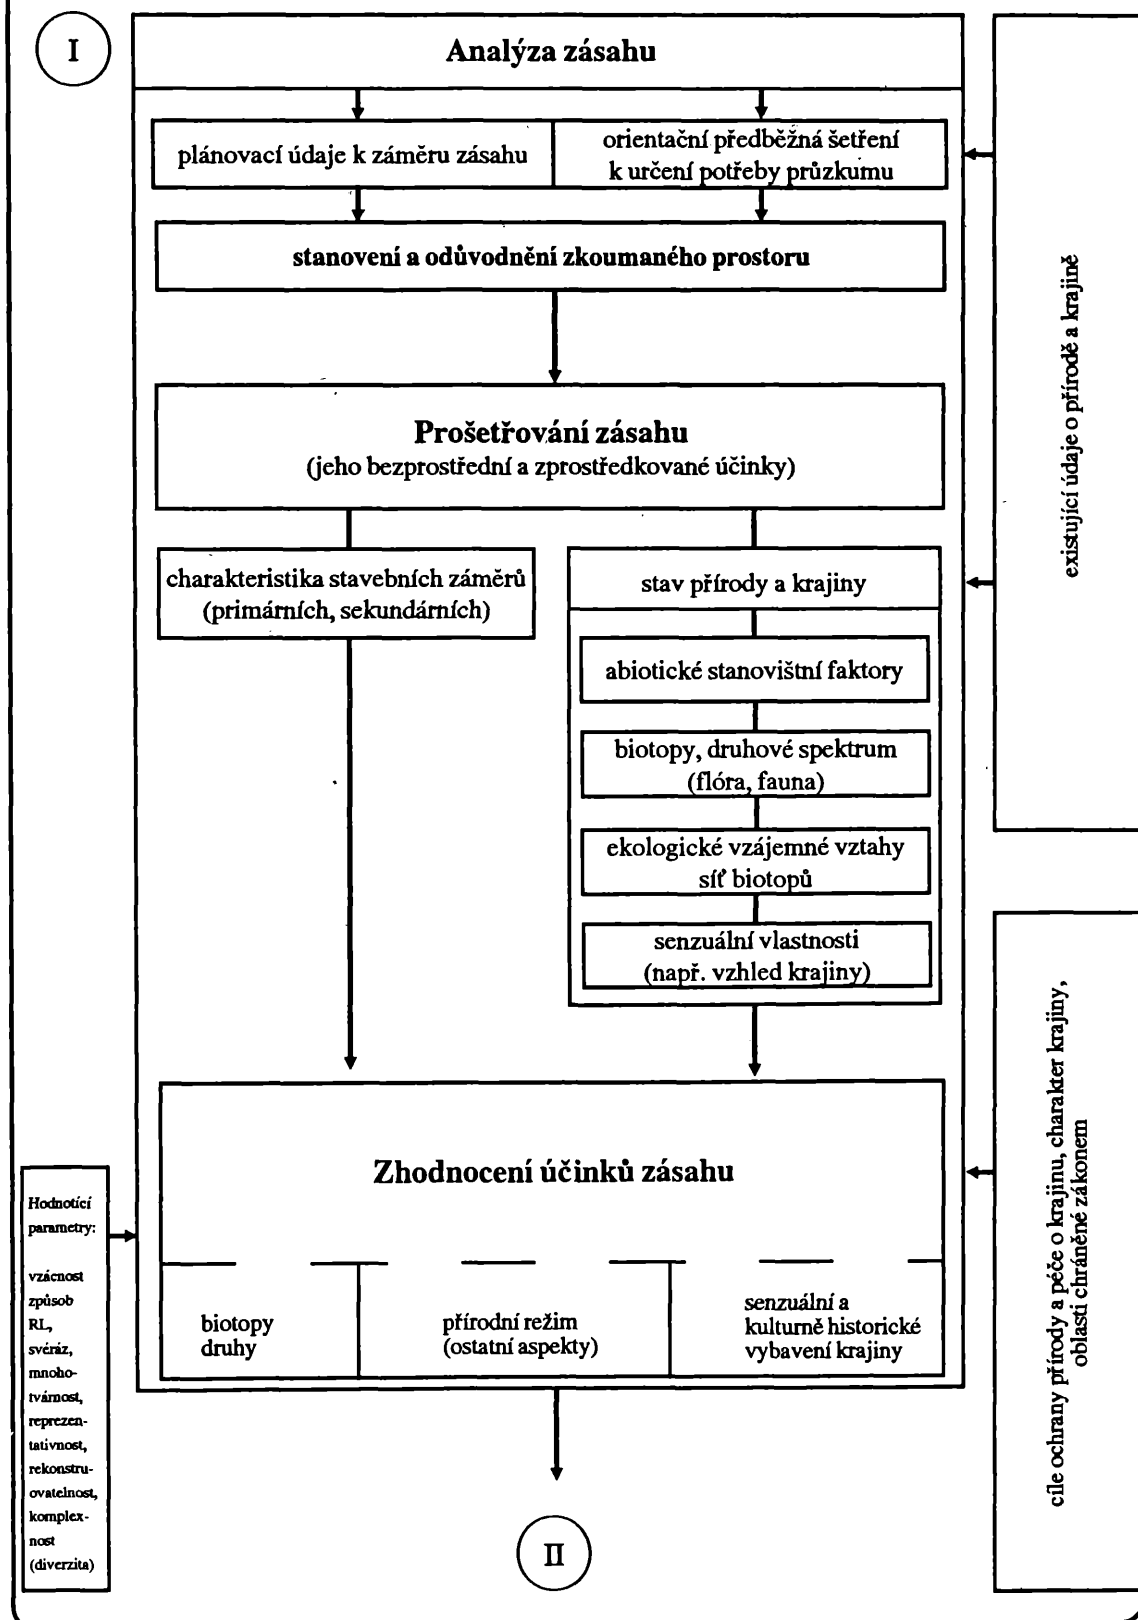 I
Analýza zásahu
plánovací údaje k záměru zásahu
orientační předběžná šetření
k určení potřeby průzkumu
stanovení a odůvodnění zkoumaného prostoru
Prošetřování zásahu
(jeho bezprostřední a zprostředkované účinky)
charakteristika stavebních záměrů
(primárních, sekundárních)
stav přírody a krajiny
abiotické stanovištní faktory
biotopy, druhové spektrum
(flóra, fauna)
ekologické vzájemné vztahy
síť biotopů
senzuální vlastnosti
(např. vzhled krajiny)
Zhodnocení účinků zásahu
biotopy
druhy
přírodní režim
(ostatní aspekty)
senzuální a
kulturně historické
vybavení krajiny
Hodnotící
parametry:
vzácnost
způsob
RL,
svéráz,
mnoho-
tvárnost,
reprezen-
tativnost,
rekonstru-
ovatelnost,
komplex-
nost
(diverzita)
existující údaje o přírodě a krajině
cíle ochrany přírody a péče o krajinu, charakter krajiny,
oblasti chráněné zákonem
II